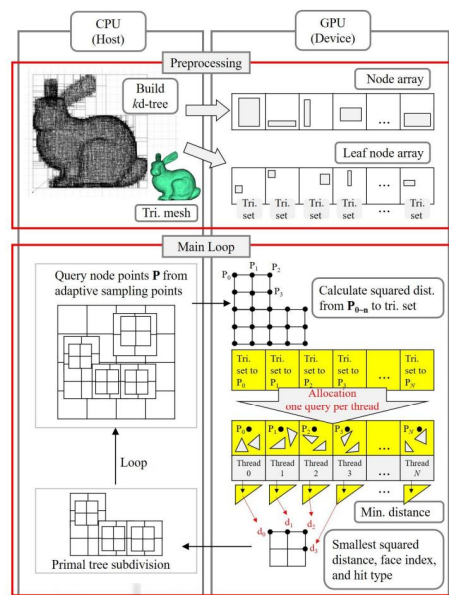 CPU
(Host)
GPU
(Device)
Preprocessing
Build
kd-tree
Tri. mesh
Node array
...
Leaf node array
...
Tri.
set
Tri.
set
Tri.
set
Tri.
set
Tri.
set
Main Loop
Query node points P from
adaptive sampling points
Loop
Primal tree subdivision
P0
P1
P2
P3
Calculate squared dist.
from P0~n to tri. set
Tri.
set to
P0
Tri.
set to
P1
Tri.
set to
P2
Tri.
set to
P3
...
Tri.
set to
PN
Allocation
one query per thread
P0
P1
P2
P3
...
PN
Thread
0
Thread
1
Thread
2
Thread
3
...
Thread
N
...
Min. distance
d0
d1
d2
d3
Smallest squared
distance, face index,
and hit type